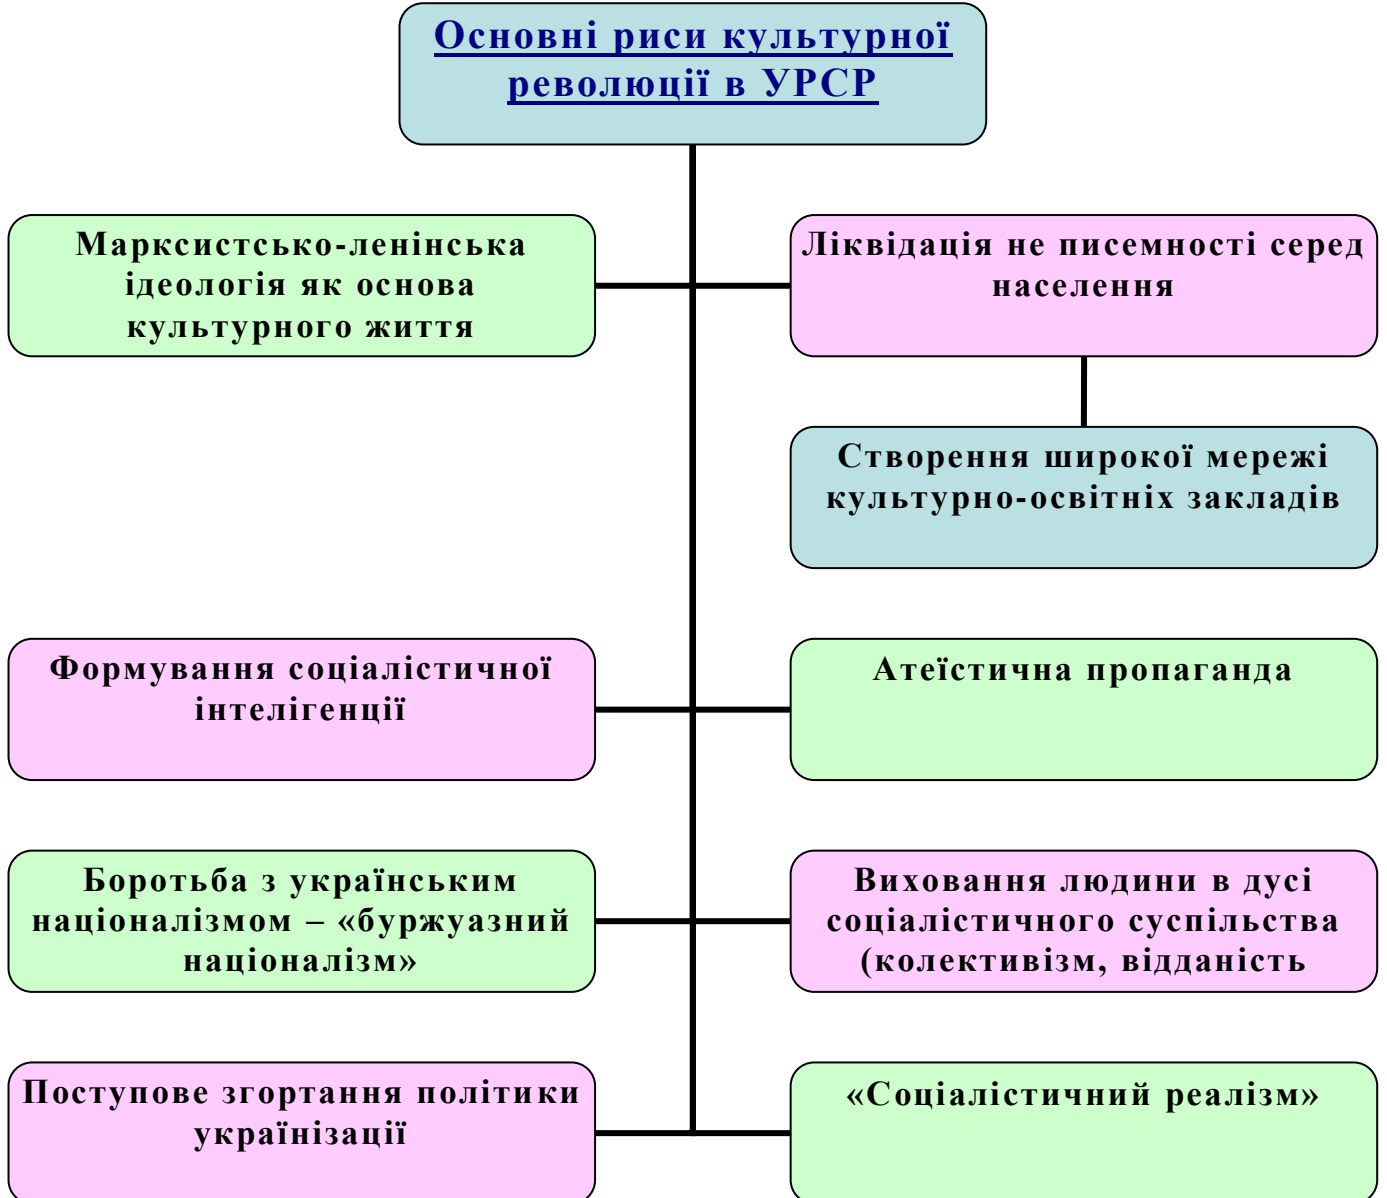 Основні риси культурної
революції в УРСР
Марксистсько-ленінська
ідеологія як основа
культурного життя
Ліквідація не писемності серед
населення
Створення широкої мережі
культурно-освітніх закладів
Формування соціалістичної
інтелігенції
Атеїстична пропаганда
Боротьба з українським
націоналізмом – «буржуазний
націоналізм»
Виховання людини в дусі
соціалістичного суспільства
(колективізм, відданість
Поступове згортання політики
українізації
«Соціалістичний реалізм»